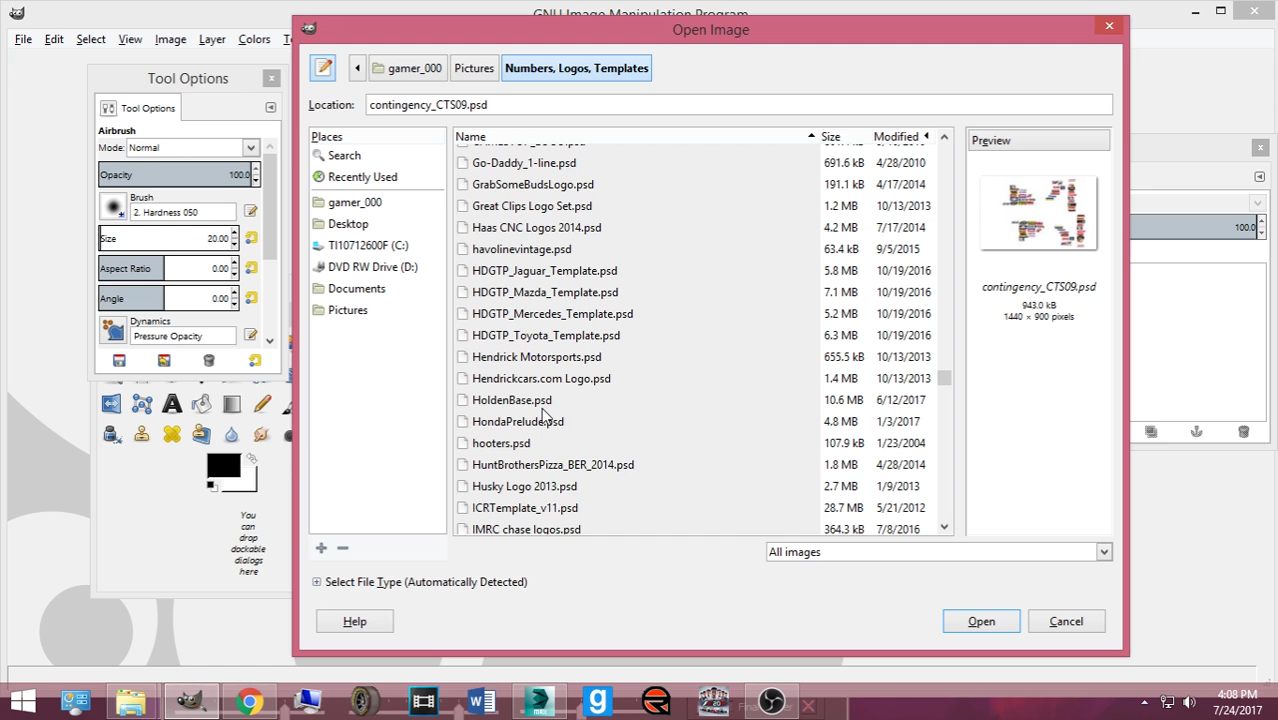 GNU Image Manipulation Program
File Edit Select View Image Layer Colors
Open Image
Tool Options
Tool Options
Airbrush
Mode: Normal
Opacity 100.0
Brush
2. Hardness 050
Size 20.00
Aspect Ratio 0.00
Angle 0.00
Dynamics
Pressure Opacity
You
can
drop
dockable
dialogs
here
gamer_000 Pictures Numbers, Logos, Templates
Location: contingency_CTS09.psd
Places
Search
Recently Used
gamer_000
Desktop
TI10712600F (C:)
DVD RW Drive (D:)
Documents
Pictures
Name Size Modified
Go-Daddy_1-line.psd 691.6 kB 4/28/2010
GrabSomeBudsLogo.psd 191.1 kB 4/17/2014
Great Clips Logo Set.psd 1.2 MB 10/13/2013
Haas CNC Logos 2014.psd 4.2 MB 7/17/2014
havolinevintage.psd 63.4 kB 9/5/2015
HDGTP_Jaguar_Template.psd 5.8 MB 10/19/2016
HDGTP_Mazda_Template.psd 7.1 MB 10/19/2016
HDGTP_Mercedes_Template.psd 5.2 MB 10/19/2016
HDGTP_Toyota_Template.psd 6.3 MB 10/19/2016
Hendrick Motorsports.psd 655.5 kB 10/13/2013
Hendrickcars.com Logo.psd 1.4 MB 10/13/2013
HoldenBase.psd 10.6 MB 6/12/2017
HondaPrelude.psd 4.8 MB 1/3/2017
hooters.psd 107.9 kB 1/23/2004
HuntBrothersPizza_BER_2014.psd 1.8 MB 4/28/2014
Husky Logo 2013.psd 2.7 MB 1/9/2013
ICRTemplate_v11.psd 28.7 MB 5/21/2012
IMRC chase logos.psd 364.3 kB 7/8/2016
Preview
contingency_CTS09.psd
943.0 kB
1440 × 900 pixels
100.0
All images
Select File Type (Automatically Detected)
Help Open Cancel
4:08 PM
7/24/2017